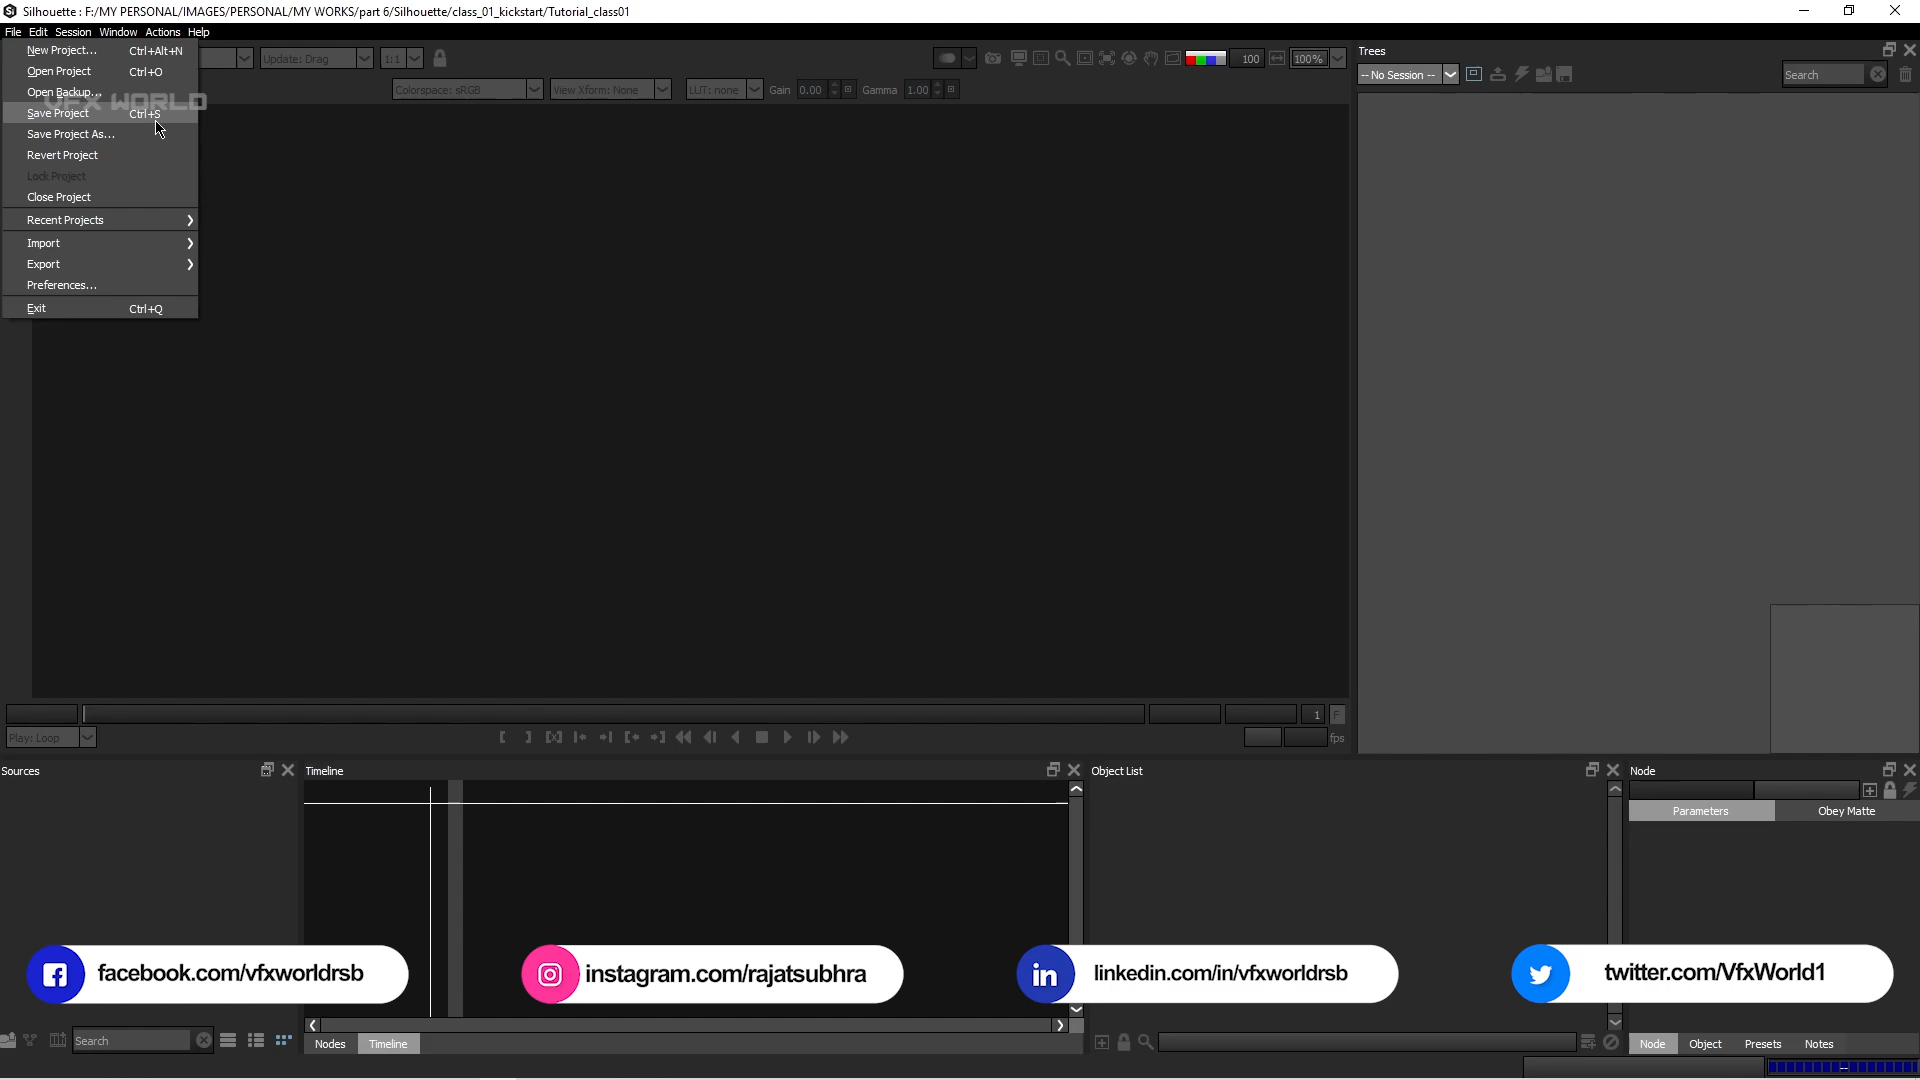 Silhouette : F:/MY PERSONAL/IMAGES/PERSONAL/MY WORKS/part 6/Silhouette/class_01_kickstart/Tutorial_class01
File Edit Session Window Actions Help
New Project... Ctrl+Alt+N
Open Project Ctrl+O
Open Backup...
VFX WORLD
Save Project Ctrl+S
Save Project As...
Revert Project
Lock Project
Close Project
Recent Projects
Import
Export
Preferences...
Exit Ctrl+Q
Update: Drag 1:1 100 100%
Colorspace: sRGB View Xform: None LUT: none Gain 0.00 Gamma 1.00
Trees
-- No Session -- Search
1 F
Play: Loop fps
Sources
Timeline
Object List
Node
Parameters Obey Matte
facebook.com/vfxworldrsb
instagram.com/rajatsubhra
linkedin.com/in/vfxworldrsb
twitter.com/VfxWorld1
Search
Nodes Timeline
Node Object Presets Notes
--